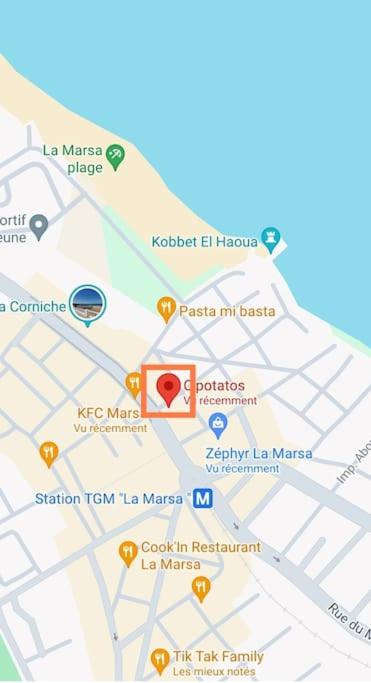 La Marsa
plage
ortif
eune
Kobbet El Haoua
a Corniche
Pasta mi basta
Opotatos
Vu récemment
KFC Mars
Vu récemment
Zéphyr La Marsa
Vu récemment
Imp. Abo
Station TGM "La Marsa "
M
Cook'In Restaurant
La Marsa
Rue du M
Tik Tak Family
Les mieux notés